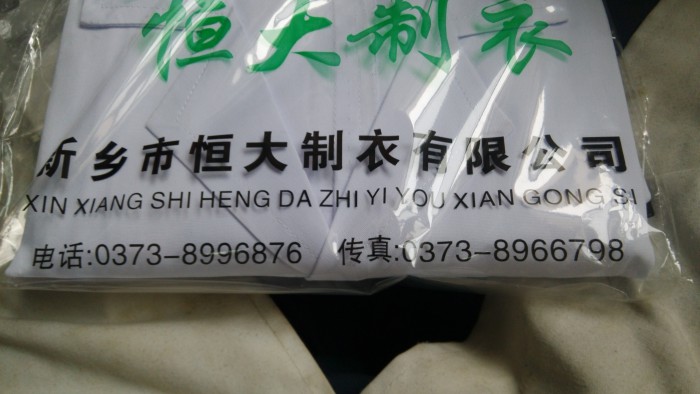 恒大制衣
新乡市恒大制衣有限公司
XIN XIANG SHI HENG DA ZHI YI YOU XIAN GONG SI
电话:0373-8996876 传真:0373-8966798